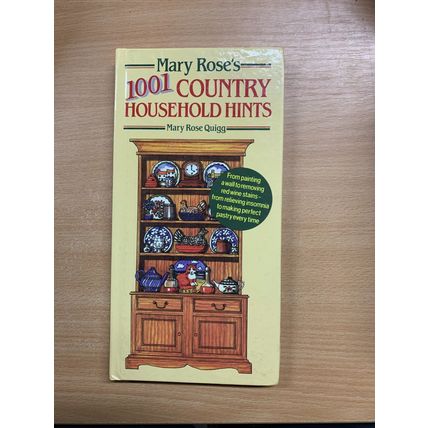 Mary Rose's
1001 COUNTRY
HOUSEHOLD HINTS
Mary Rose Quigg
From painting
a wall to removing
red wine stains–
from relieving insomnia
to making perfect
pastry every time